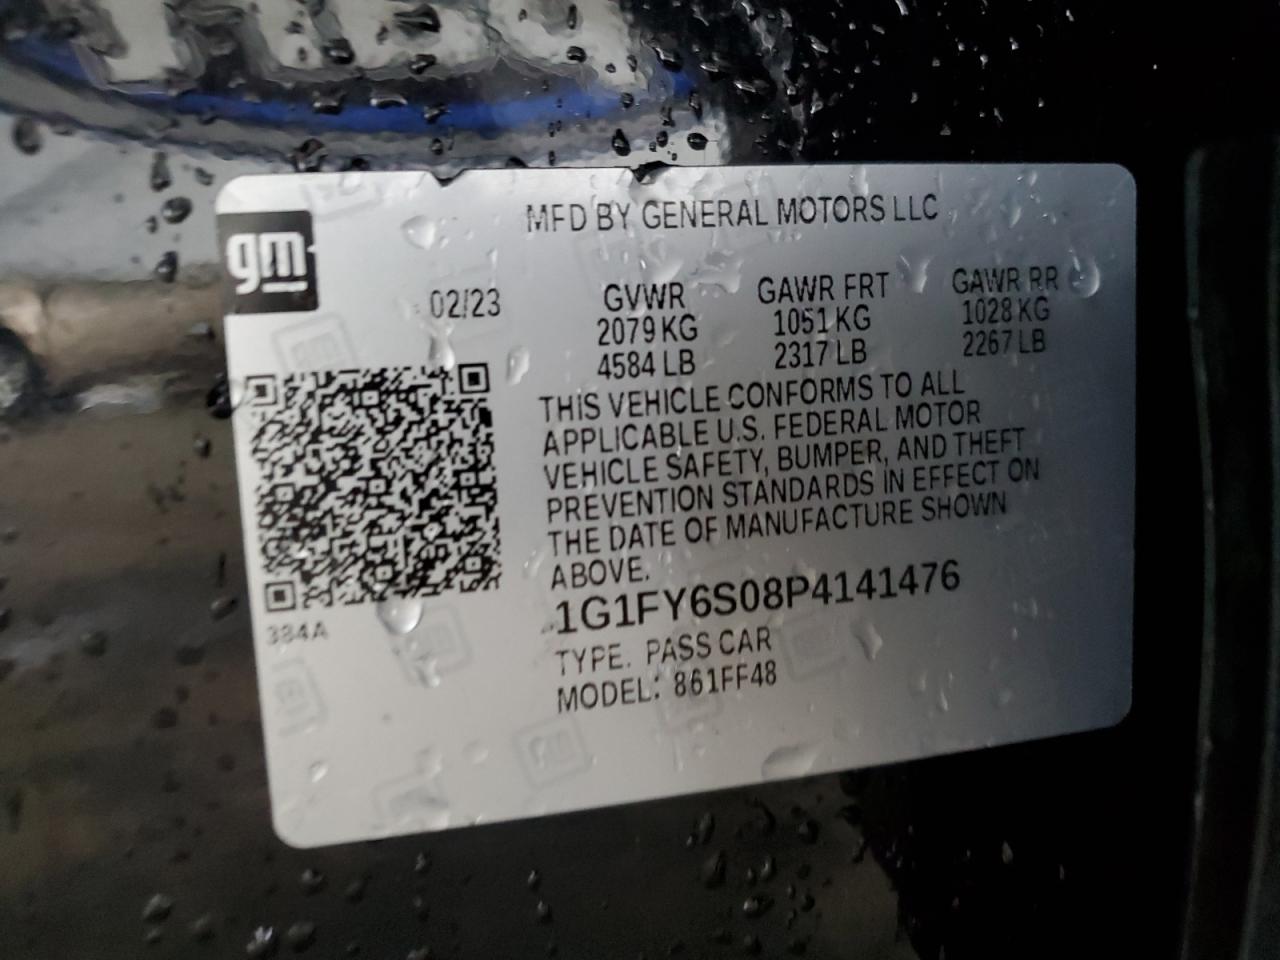 MFD BY GENERAL MOTORS LLC
gm
02/23
GVWR GAWR FRT GAWR RR
2079 KG 1051 KG 1028 KG
4584 LB 2317 LB 2267 LB
THIS VEHICLE CONFORMS TO ALL
APPLICABLE U.S. FEDERAL MOTOR
VEHICLE SAFETY, BUMPER, AND THEFT
PREVENTION STANDARDS IN EFFECT ON
THE DATE OF MANUFACTURE SHOWN
ABOVE.
1G1FY6S08P4141476
384A
TYPE: PASS CAR
MODEL: 861FF48